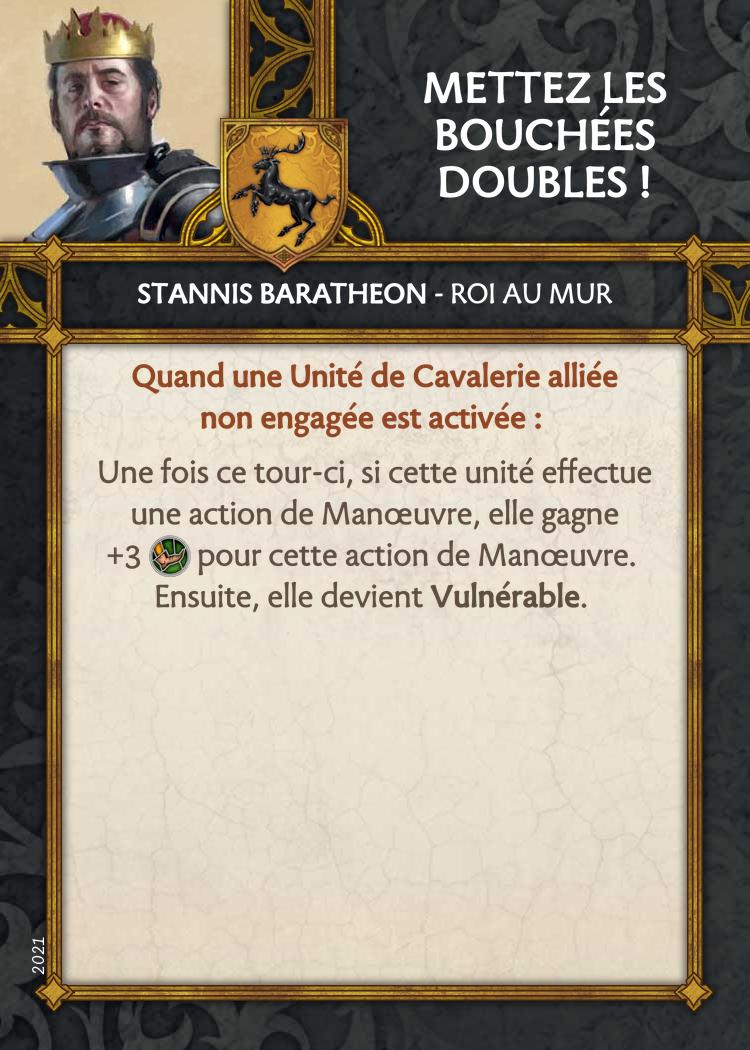 METTEZ LES
BOUCHÉES
DOUBLES !
STANNIS BARATHEON - ROI AU MUR
Quand une Unité de Cavalerie alliée
non engagée est activée :
Une fois ce tour-ci, si cette unité effectue
une action de Manœuvre, elle gagne
+3 pour cette action de Manœuvre.
Ensuite, elle devient Vulnérable.
2021